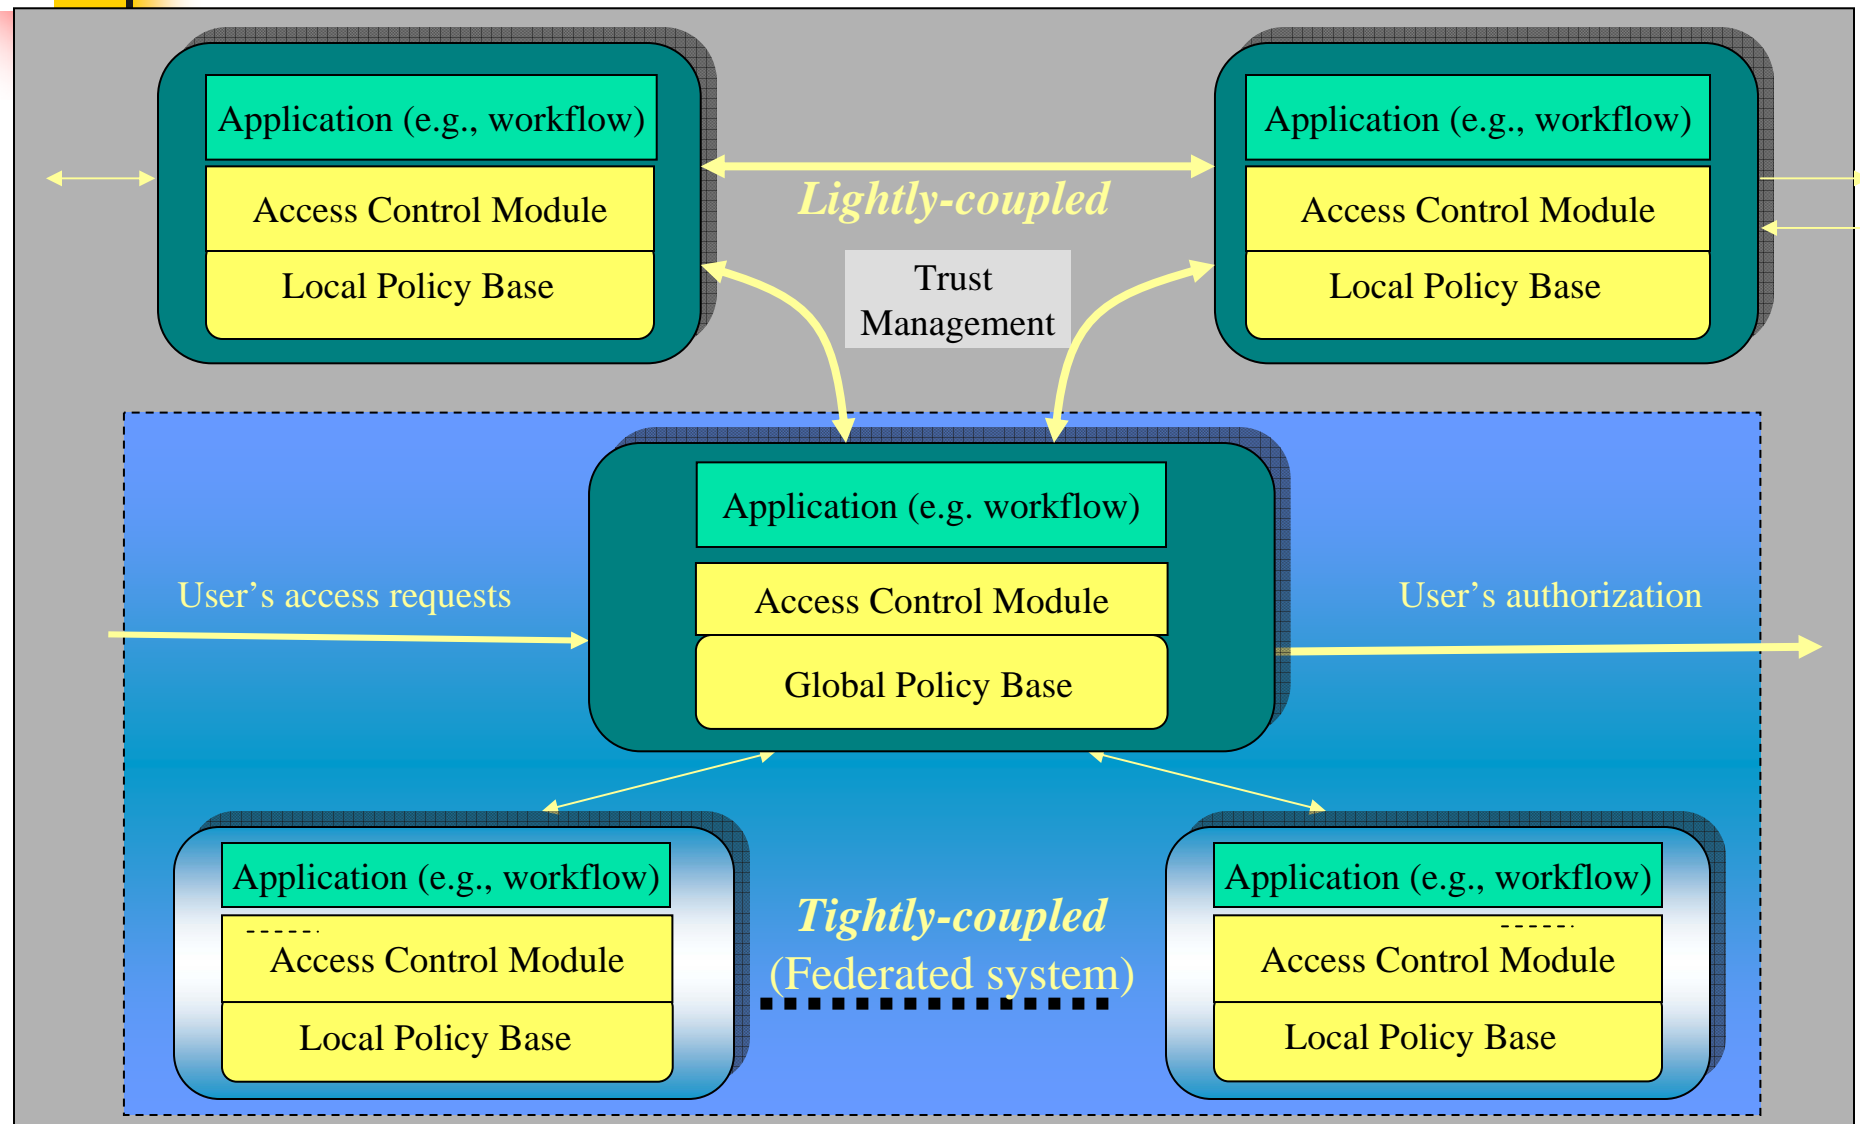 Application (e.g., workflow)
Access Control Module
Local Policy Base
Lightly-coupled
Trust
Management
Application (e.g., workflow)
Access Control Module
Local Policy Base
User’s access requests
Application (e.g. workflow)
Access Control Module
Global Policy Base
User’s authorization
Application (e.g., workflow)
Access Control Module
Local Policy Base
Tightly-coupled
(Federated system)
Application (e.g., workflow)
Access Control Module
Local Policy Base